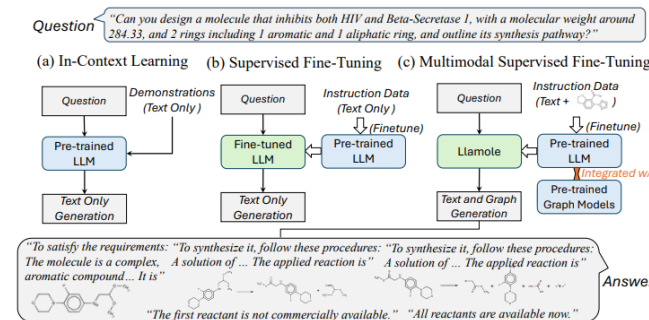 Question
“Can you design a molecule that inhibits both HIV and Beta-Secretase 1, with a molecular weight around
284.33, and 2 rings including 1 aromatic and 1 aliphatic ring, and outline its synthesis pathway?”
(a) In-Context Learning
Question
Demonstrations
(Text Only)
Pre-trained
LLM
Text Only
Generation
(b) Supervised Fine-Tuning
Question
Instruction Data
(Text Only)
(Finetune)
Fine-tuned
LLM
Pre-trained
LLM
Text Only
Generation
(c) Multimodal Supervised Fine-Tuning
Question
Instruction Data
(Text + )
(Finetune)
Llamole
Pre-trained
LLM
Integrated w/
Pre-trained
Graph Models
Text and Graph
Generation
“To satisfy the requirements:
The molecule is a complex,
aromatic compound… It is”
“To synthesize it, follow these procedures:
A solution of … The applied reaction is”
“The first reactant is not commercially available.”
“To synthesize it, follow these procedures:
A solution of … The applied reaction is”
“All reactants are available now.”
Answe